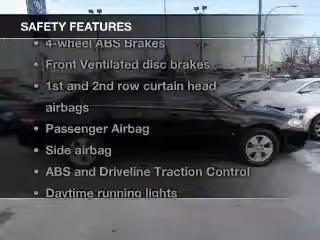 SAFETY FEATURES
• 4-wheel ABS Brakes
• Front Ventilated disc brakes
• 1st and 2nd row curtain head
airbags
• Passenger Airbag
• Side airbag
• ABS and Driveline Traction Control
• Daytime running lights